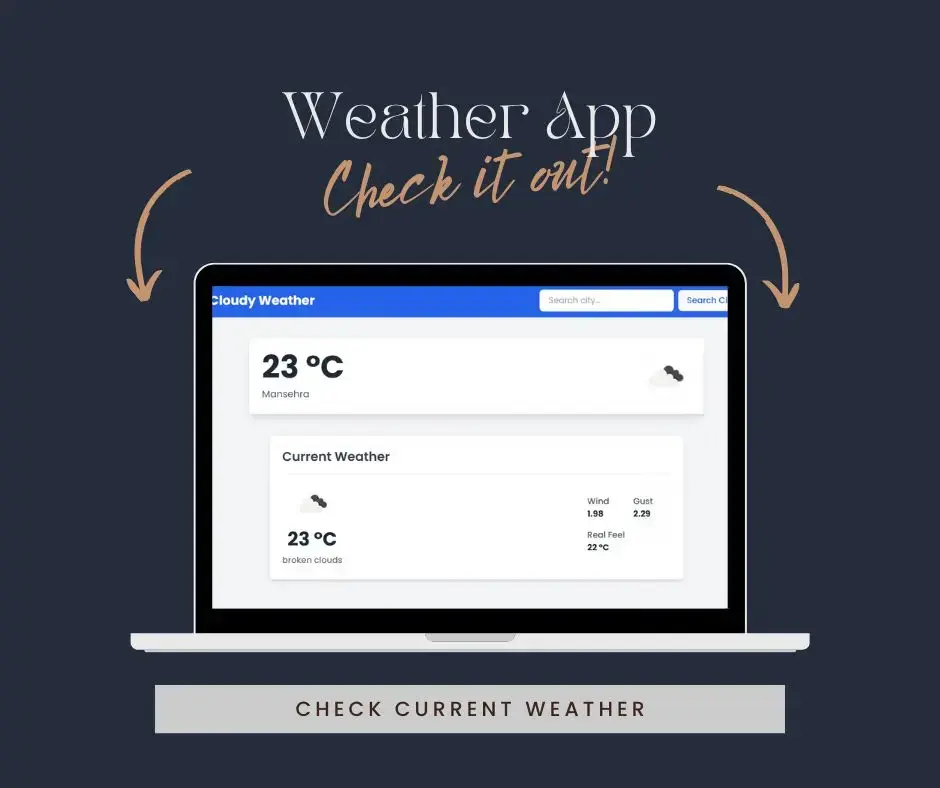 Weather App
Check it out!
Cloudy Weather
Search city...
23 °C
Mansehra
Current Weather
23 °C
broken clouds
Wind
Gust
1.98
2.29
Real Feel
22 °C
CHECK CURRENT WEATHER